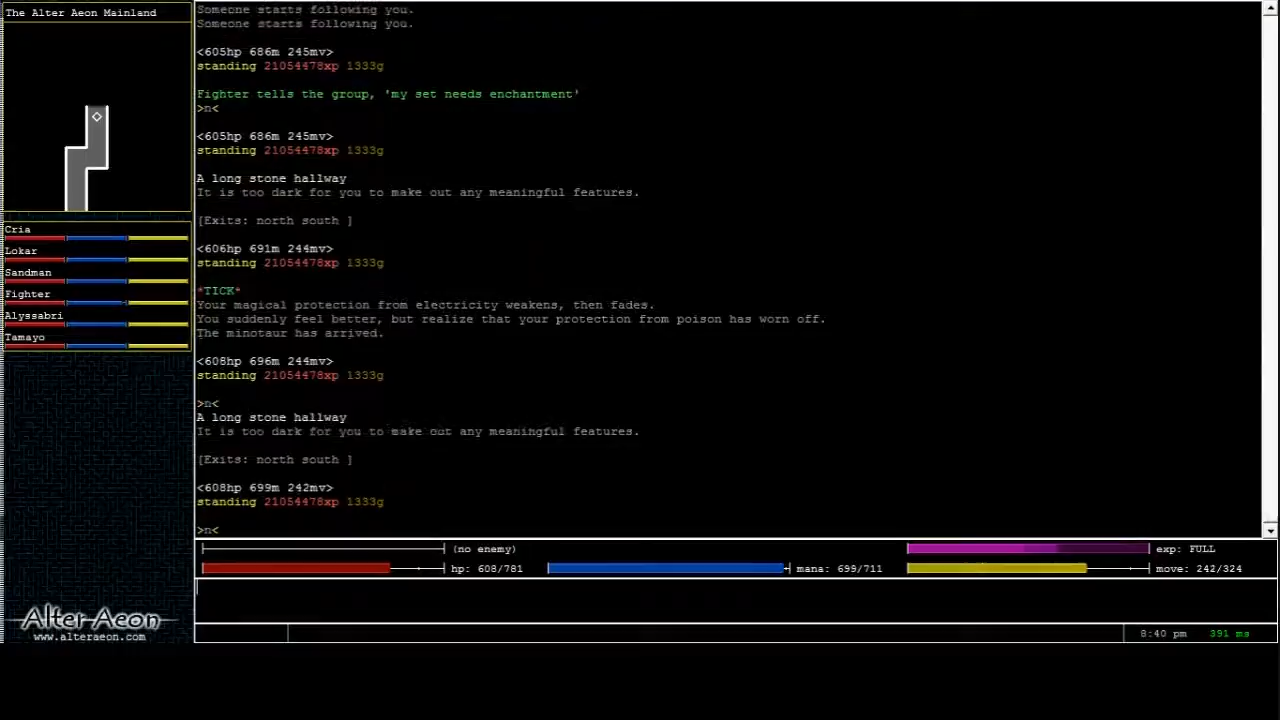 The Alter Aeon Mainland
Cria
Lokar
Sandman
Fighter
Alyssabri
Tamayo
Alter Aeon
www.alteraeon.com
Someone starts following you.
Someone starts following you.
<605hp 686m 245mv>
standing 21054478xp 1333g
Fighter tells the group, 'my set needs enchantment'
>n<
<605hp 686m 245mv>
standing 21054478xp 1333g
A long stone hallway
It is too dark for you to make out any meaningful features.
[Exits: north south ]
<606hp 691m 244mv>
standing 21054478xp 1333g
*TICK*
Your magical protection from electricity weakens, then fades.
You suddenly feel better, but realize that your protection from poison has worn off.
The minotaur has arrived.
<608hp 696m 244mv>
standing 21054478xp 1333g
>n<
A long stone hallway
It is too dark for you to make out any meaningful features.
[Exits: north south ]
<608hp 699m 242mv>
standing 21054478xp 1333g
>n<
(no enemy) exp: FULL
hp: 608/781 mana: 699/711 move: 242/324
8:40 pm 391 ms